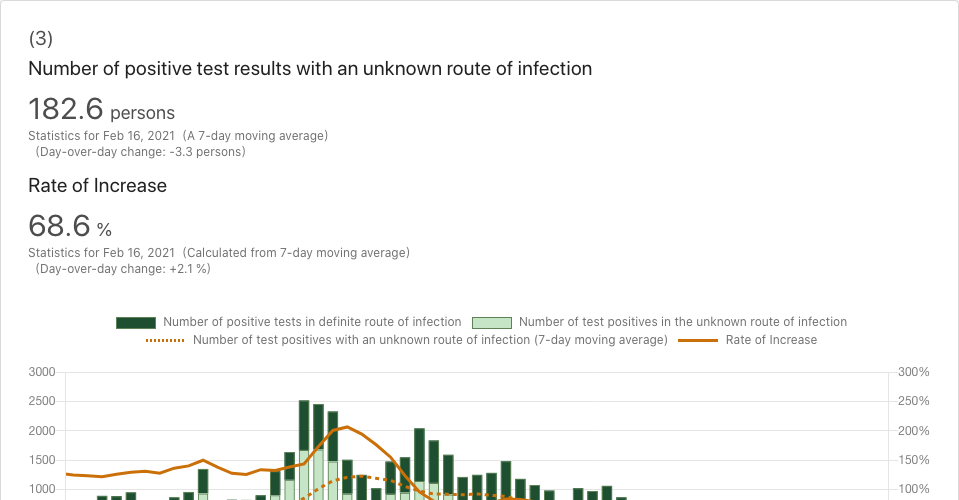 (3)
Number of positive test results with an unknown route of infection
182.6 persons
Statistics for Feb 16, 2021 (A 7-day moving average)
(Day-over-day change: -3.3 persons)
Rate of Increase
68.6 %
Statistics for Feb 16, 2021 (Calculated from 7-day moving average)
(Day-over-day change: +2.1 %)
Number of positive tests in definite route of infection Number of test positives in the unknown route of infection
Number of test positives with an unknown route of infection (7-day moving average) Rate of Increase
3000 300%
2500 250%
2000 200%
1500 150%
1000 100%